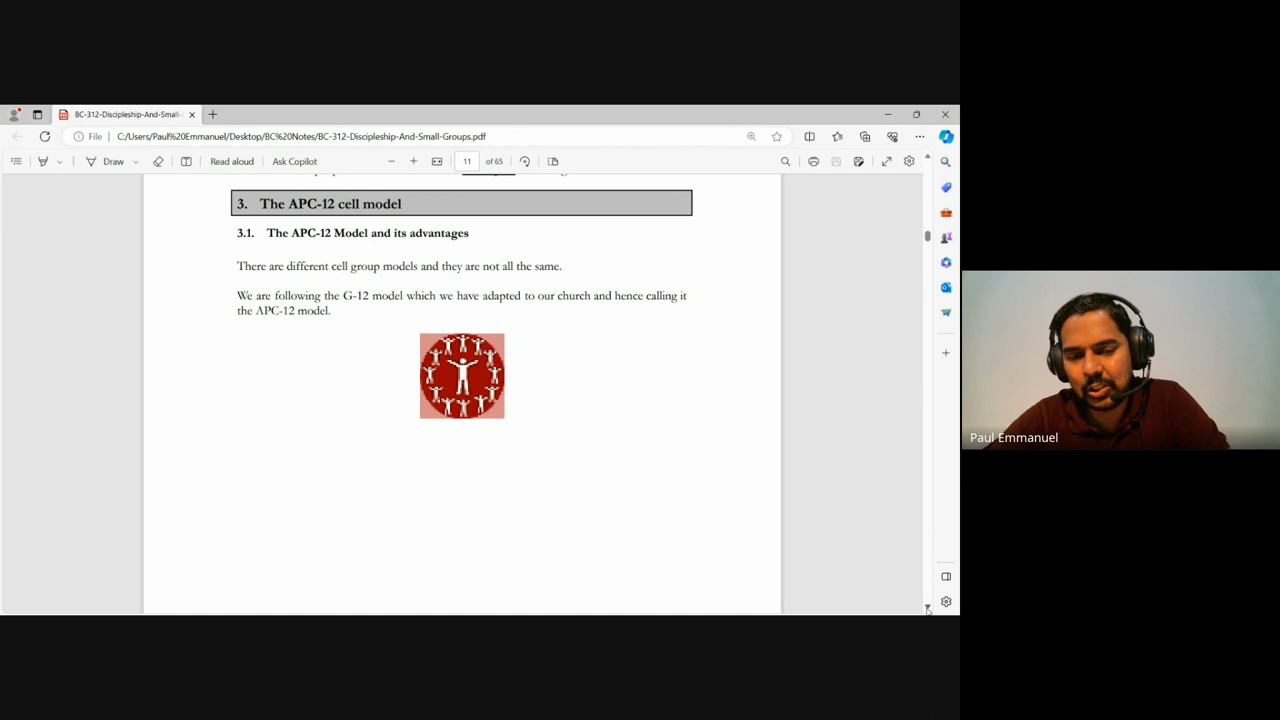 BC-312-Discipleship-And-Small-
File
C:/Users/Paul%20Emmanuel/Desktop/BC%20Notes/BC-312-Discipleship-And-Small-Groups.pdf
Draw
Read aloud
Ask Copilot
11 of 65
3. The APC-12 cell model
3.1. The APC-12 Model and its advantages
There are different cell group models and they are not all the same.
We are following the G-12 model which we have adapted to our church and hence calling it
the APC-12 model.
Paul Emmanuel